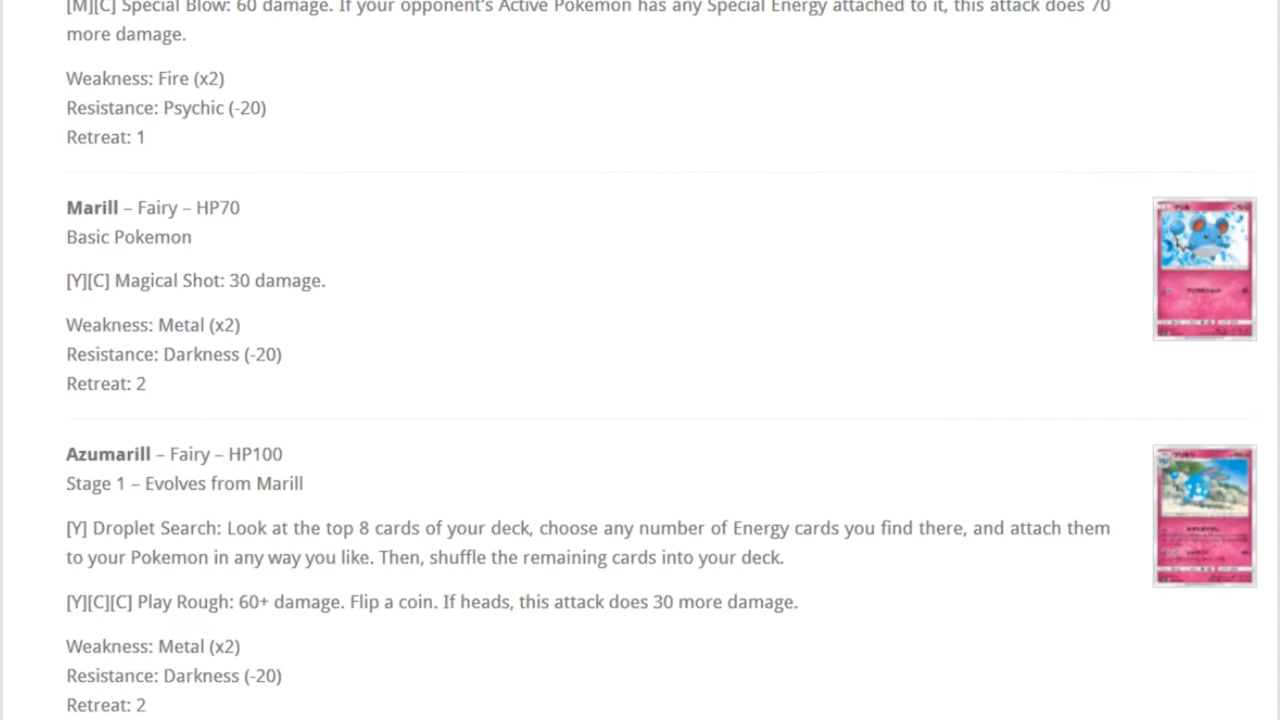 [M][C] Special Blow: 60 damage. If your opponent's Active Pokemon has any Special Energy attached to it, this attack does 70
more damage.
Weakness: Fire (x2)
Resistance: Psychic (-20)
Retreat: 1
Marill – Fairy – HP70
Basic Pokemon
[Y][C] Magical Shot: 30 damage.
Weakness: Metal (x2)
Resistance: Darkness (-20)
Retreat: 2
Azumarill – Fairy – HP100
Stage 1 – Evolves from Marill
[Y] Droplet Search: Look at the top 8 cards of your deck, choose any number of Energy cards you find there, and attach them
to your Pokemon in any way you like. Then, shuffle the remaining cards into your deck.
[Y][C][C] Play Rough: 60+ damage. Flip a coin. If heads, this attack does 30 more damage.
Weakness: Metal (x2)
Resistance: Darkness (-20)
Retreat: 2